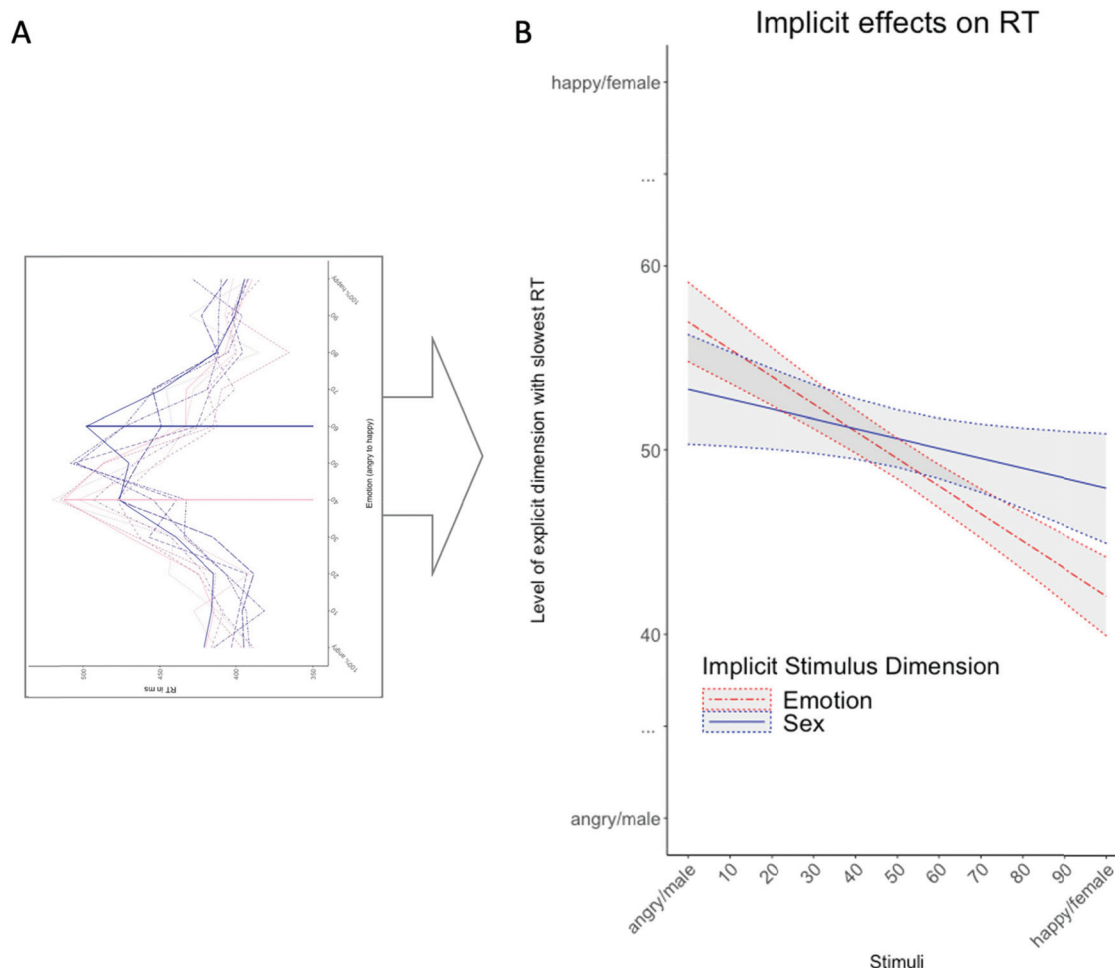 A
B
Implicit effects on RT
100% happy
90
80
70
60
50
40
30
20
10
100% angry
Emotion (angry to happy)
500
450
400
350
RT in ms
Level of explicit dimension with slowest RT
happy/female
...
60
50
40
...
angry/male
Implicit Stimulus Dimension
Emotion
Sex
angry/male
10
20
30
40
50
60
70
80
90
happy/female
Stimuli